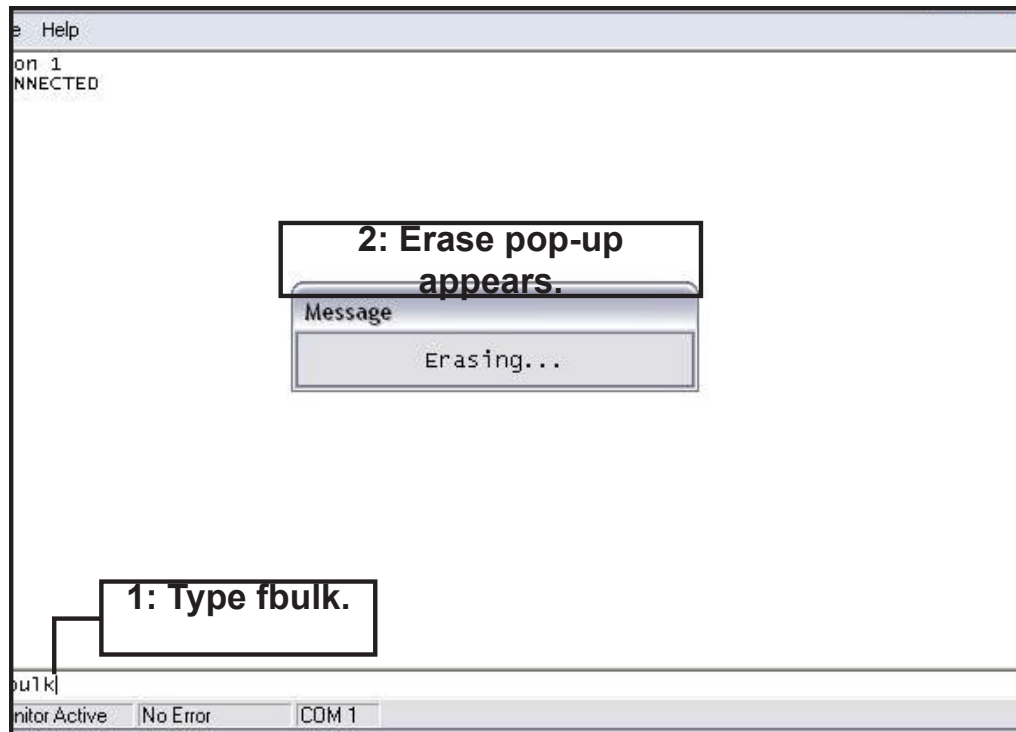 e Help
on 1
NNECTED
2: Erase pop-up
appears.
Message
Erasing...
1: Type fbulk.
bulk
nitor Active No Error COM 1